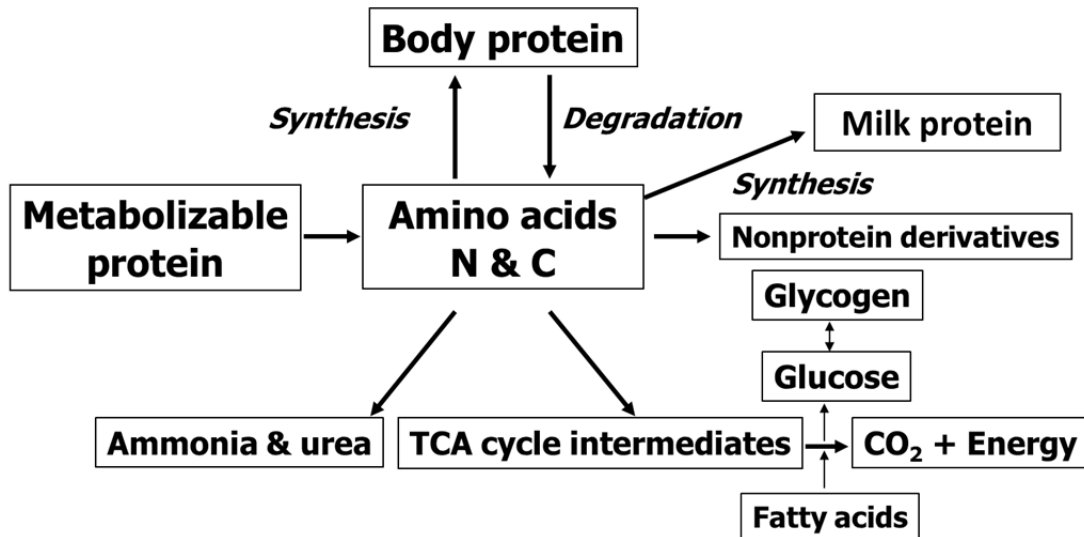 Body protein
Synthesis
Degradation
Milk protein
Metabolizable
protein
Amino acids
N & C
Synthesis
Nonprotein derivatives
Glycogen
Glucose
Ammonia & urea
TCA cycle intermediates
CO₂ + Energy
Fatty acids